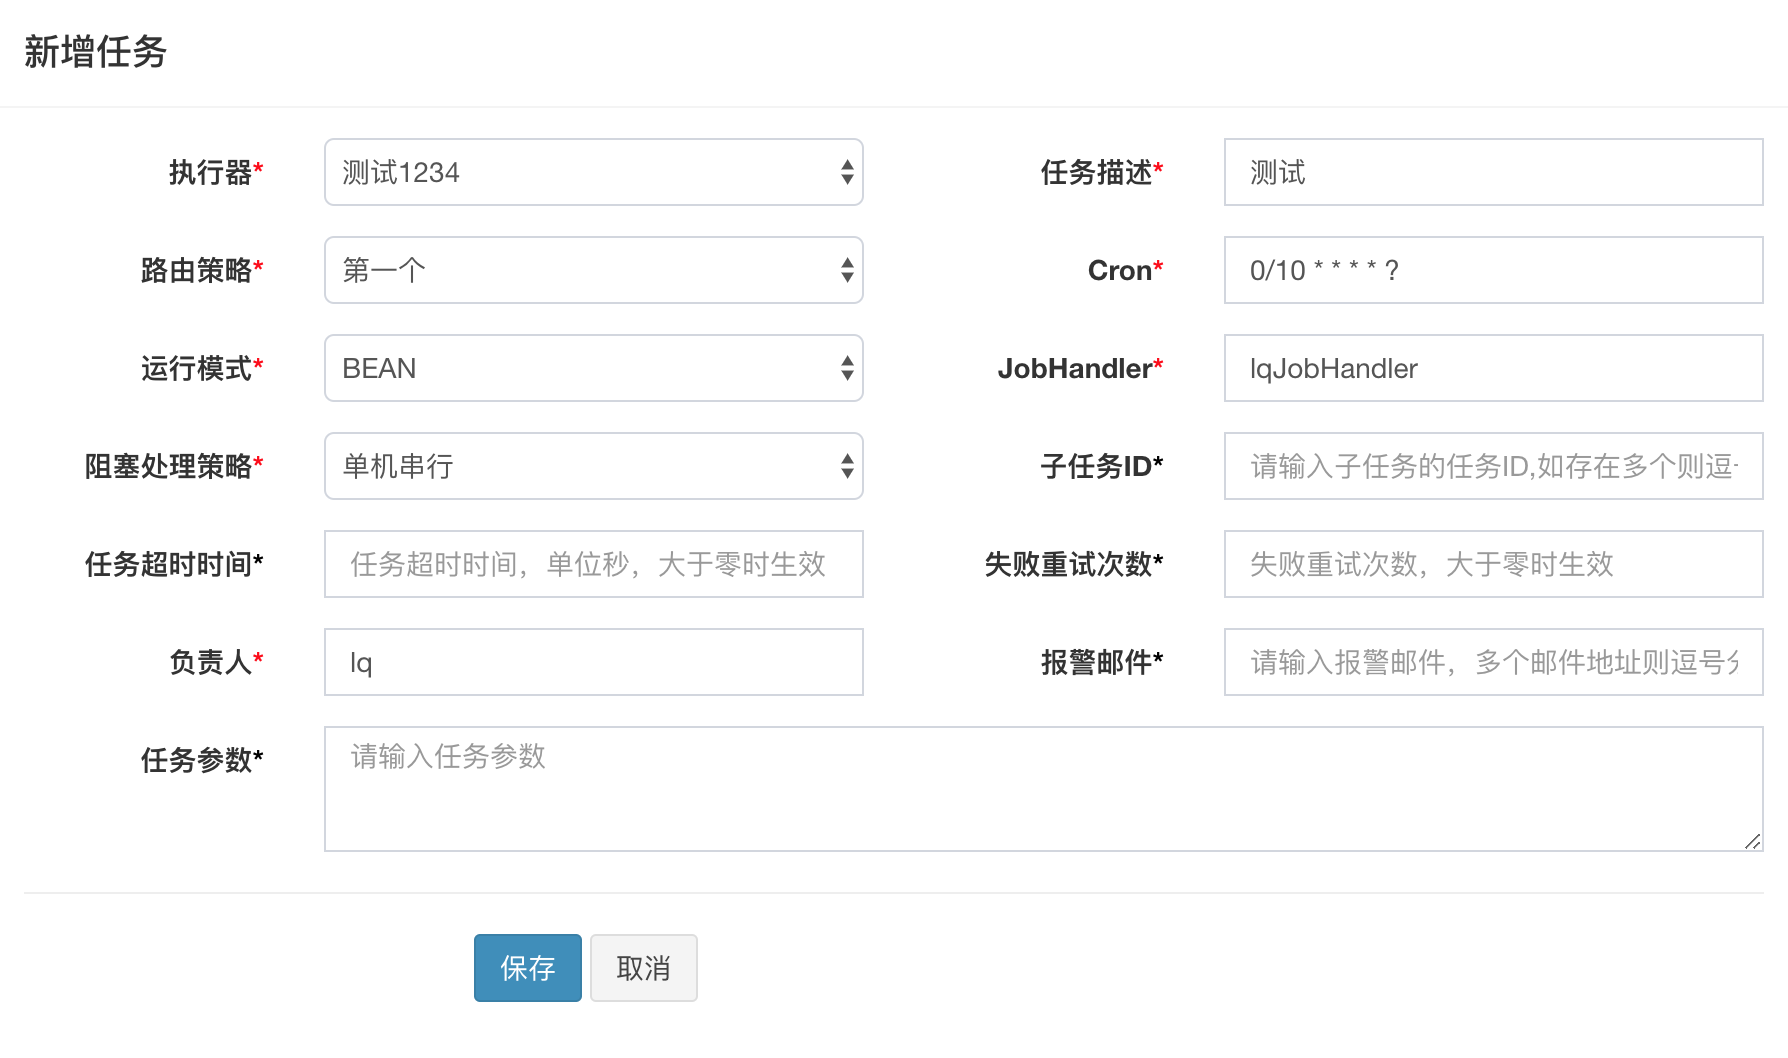 新增任务
执行器* 测试1234 任务描述* 测试
路由策略* 第一个 Cron* 0/10 * * * * ?
运行模式* BEAN JobHandler* lqJobHandler
阻塞处理策略* 单机串行 子任务ID* 请输入子任务的任务ID,如存在多个则逗
任务超时时间* 任务超时时间，单位秒，大于零时生效 失败重试次数* 失败重试次数，大于零时生效
负责人* lq 报警邮件* 请输入报警邮件，多个邮件地址则逗号分
任务参数* 请输入任务参数
保存 取消